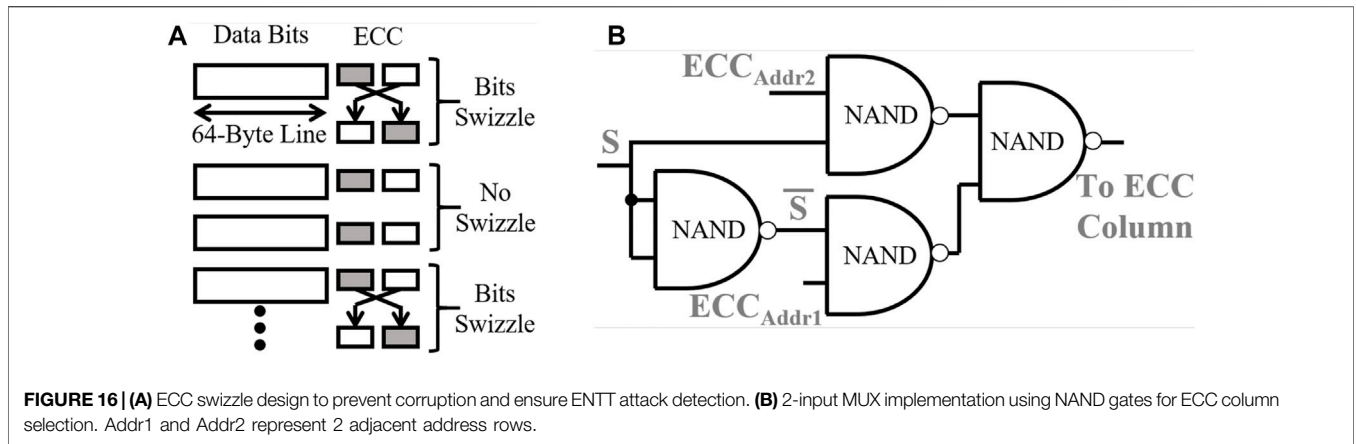 A
Data Bits
ECC
64-Byte Line
Bits
Swizzle
No
Swizzle
Bits
Swizzle
B
ECC Addr2
S
NAND
NAND
S̅
NAND
ECC Addr1
NAND
To ECC
Column
FIGURE 16 | (A) ECC swizzle design to prevent corruption and ensure ENTT attack detection. (B) 2-input MUX implementation using NAND gates for ECC column
selection. Addr1 and Addr2 represent 2 adjacent address rows.